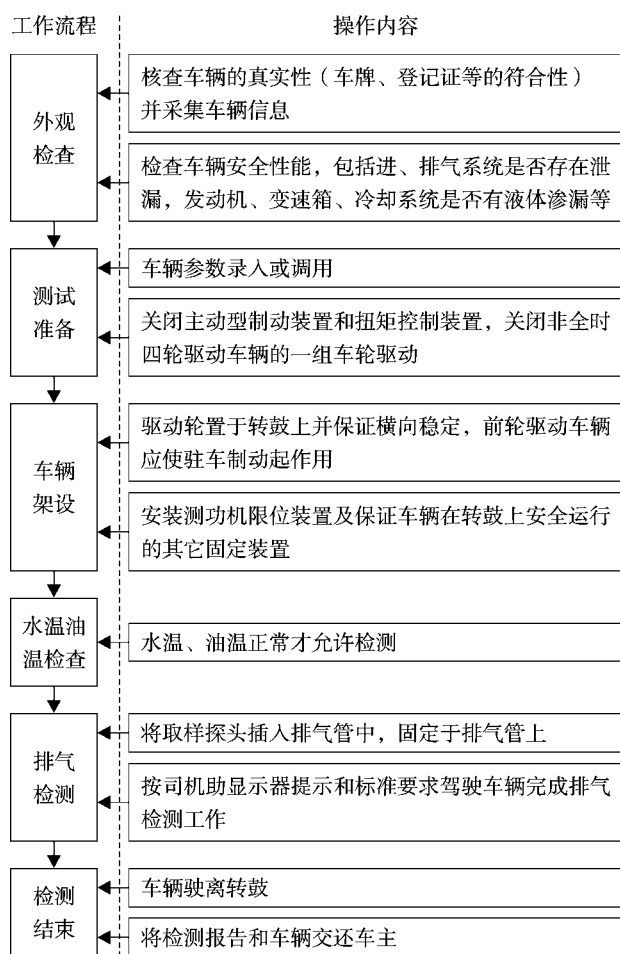 工作流程
操作内容
外观
检查
核查车辆的真实性（车牌、登记证等的符合性）
并采集车辆信息
检查车辆安全性能，包括进、排气系统是否存在泄
漏，发动机、变速箱、冷却系统是否有液体渗漏等
测试
准备
车辆参数录入或调用
关闭主动型制动装置和扭矩控制装置，关闭非全时
四轮驱动车辆的一组车轮驱动
车辆
架设
驱动轮置于转鼓上并保证横向稳定，前轮驱动车辆
应使驻车制动起作用
安装测功机限位装置及保证车辆在转鼓上安全运行
的其它固定装置
水温油
温检查
水温、油温正常才允许检测
排气
检测
将取样探头插入排气管中，固定于排气管上
按司机助显示器提示和标准要求驾驶车辆完成排气
检测工作
检测
结束
车辆驶离转鼓
将检测报告和车辆交还车主